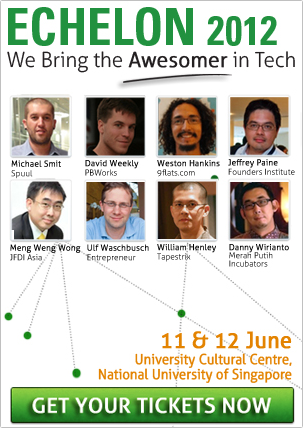 ECHELON 2012
We Bring the Awesomer in Tech
Michael Smit
Spuul
David Weekly
PBWorks
Weston Hankins
9flats.com
Jeffrey Paine
Founders Institute
Meng Weng Wong
JFDI Asia
Ulf Waschbusch
Entrepreneur
William Henley
Tapestrik
Danny Wirianto
Merah Putih
Incubators
11 & 12 June
University Cultural Centre,
National University of Singapore
GET YOUR TICKETS NOW